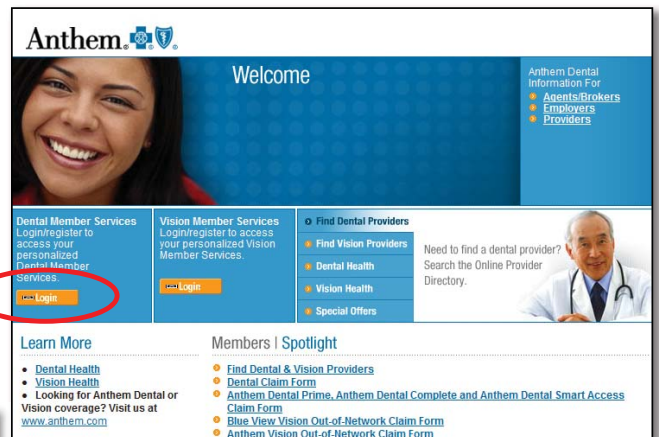 Anthem
Welcome
Anthem Dental
Information For
Agents/Brokers
Employers
Providers
Dental Member Services
Login/register to
access your
personalized
Dental Member
Services.
Login
Vision Member Services
Login/register to access
your personalized Vision
Member Services.
Login
Find Dental Providers
Find Vision Providers
Dental Health
Vision Health
Special Offers
Need to find a dental provider?
Search the Online Provider
Directory.
Learn More
Dental Health
Vision Health
Looking for Anthem Dental or
Vision coverage? Visit us at
www.anthem.com
Members | Spotlight
Find Dental & Vision Providers
Dental Claim Form
Anthem Dental Prime, Anthem Dental Complete and Anthem Dental Smart Access
Claim Form
Blue View Vision Out-of-Network Claim Form
Anthem Vision Out-of-Network Claim Form